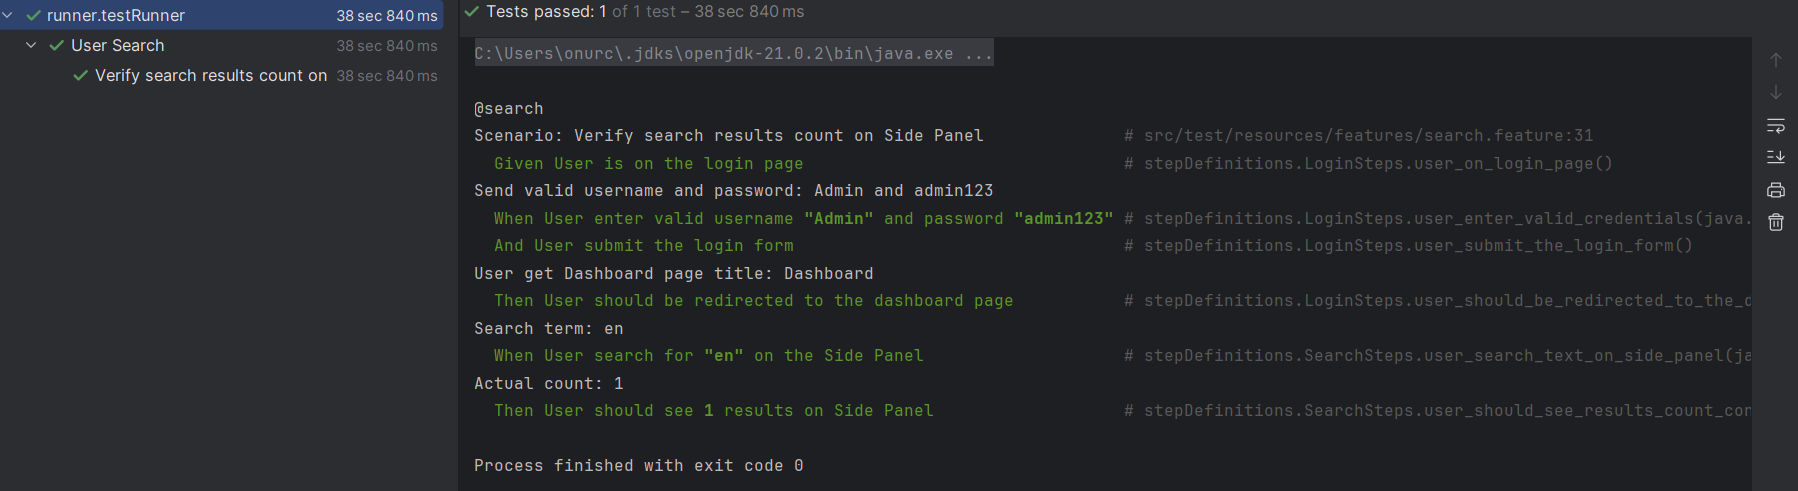 runner.testRunner 38 sec 840 ms
User Search 38 sec 840 ms
Verify search results count on 38 sec 840 ms
Tests passed: 1 of 1 test – 38 sec 840 ms
C:\Users\onurc\.jdks\openjdk-21.0.2\bin\java.exe ...
@search
Scenario: Verify search results count on Side Panel # src/test/resources/features/search.feature:31
Given User is on the login page # stepDefinitions.LoginSteps.user_on_login_page()
Send valid username and password: Admin and admin123
When User enter valid username "Admin" and password "admin123" # stepDefinitions.LoginSteps.user_enter_valid_credentials(java.
And User submit the login form # stepDefinitions.LoginSteps.user_submit_the_login_form()
User get Dashboard page title: Dashboard
Then User should be redirected to the dashboard page # stepDefinitions.LoginSteps.user_should_be_redirected_to_the_d
Search term: en
When User search for "en" on the Side Panel # stepDefinitions.SearchSteps.user_search_text_on_side_panel(ja
Actual count: 1
Then User should see 1 results on Side Panel # stepDefinitions.SearchSteps.user_should_see_results_count_con
Process finished with exit code 0